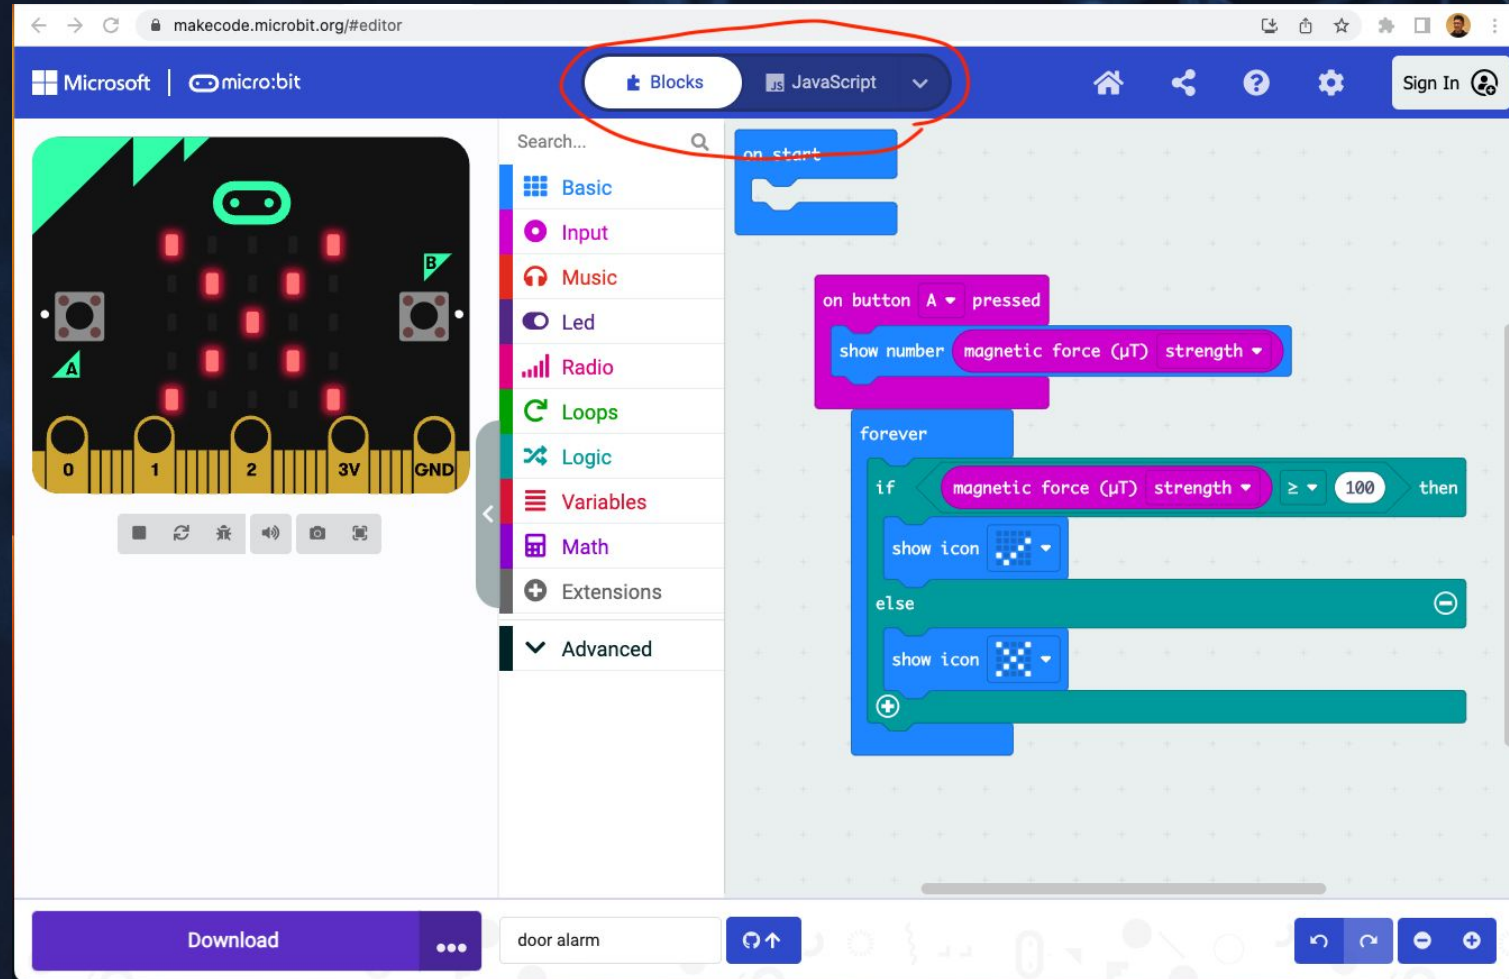 makecode.microbit.org/#editor
Microsoft
micro:bit
Blocks
JS JavaScript
Sign In
Search...
Basic
Input
Music
Led
Radio
Loops
Logic
Variables
Math
Extensions
Advanced
A
B
0 1 2 3V GND
on start
on button A pressed
show number magnetic force (μT) strength
forever
if magnetic force (μT) strength ≥ 100 then
show icon
else
show icon
Download
door alarm